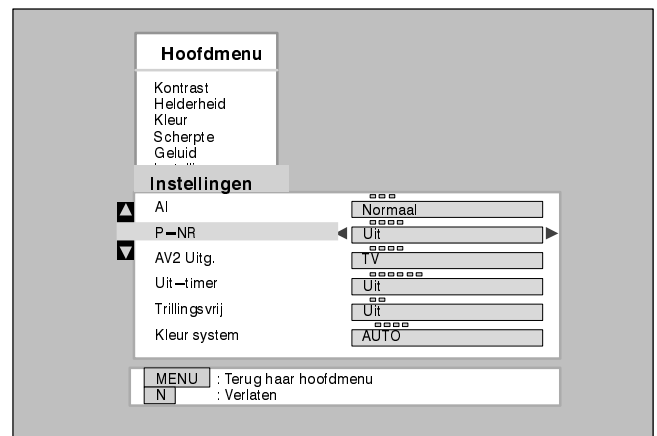 Hoofdmenu
Kontrast
Helderheid
Kleur
Scherpte
Geluid
Instellingen
AI Normaal
P-NR Uit
AV2 Uitg. TV
Uit-timer Uit
Trillingsvrij Uit
Kleur system AUTO
MENU : Terug haar hoofdmenu
N : Verlaten